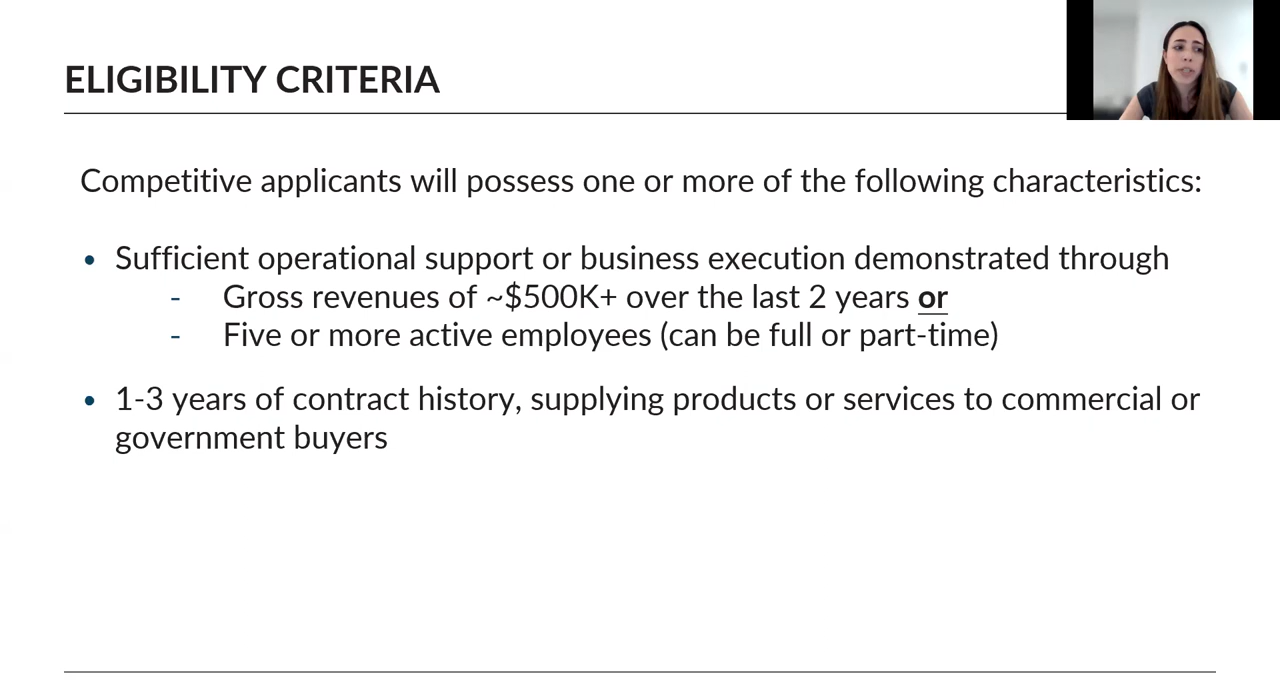 ELIGIBILITY CRITERIA
Competitive applicants will possess one or more of the following characteristics:
• Sufficient operational support or business execution demonstrated through
- Gross revenues of ~$500K+ over the last 2 years or
- Five or more active employees (can be full or part-time)
• 1-3 years of contract history, supplying products or services to commercial or
government buyers